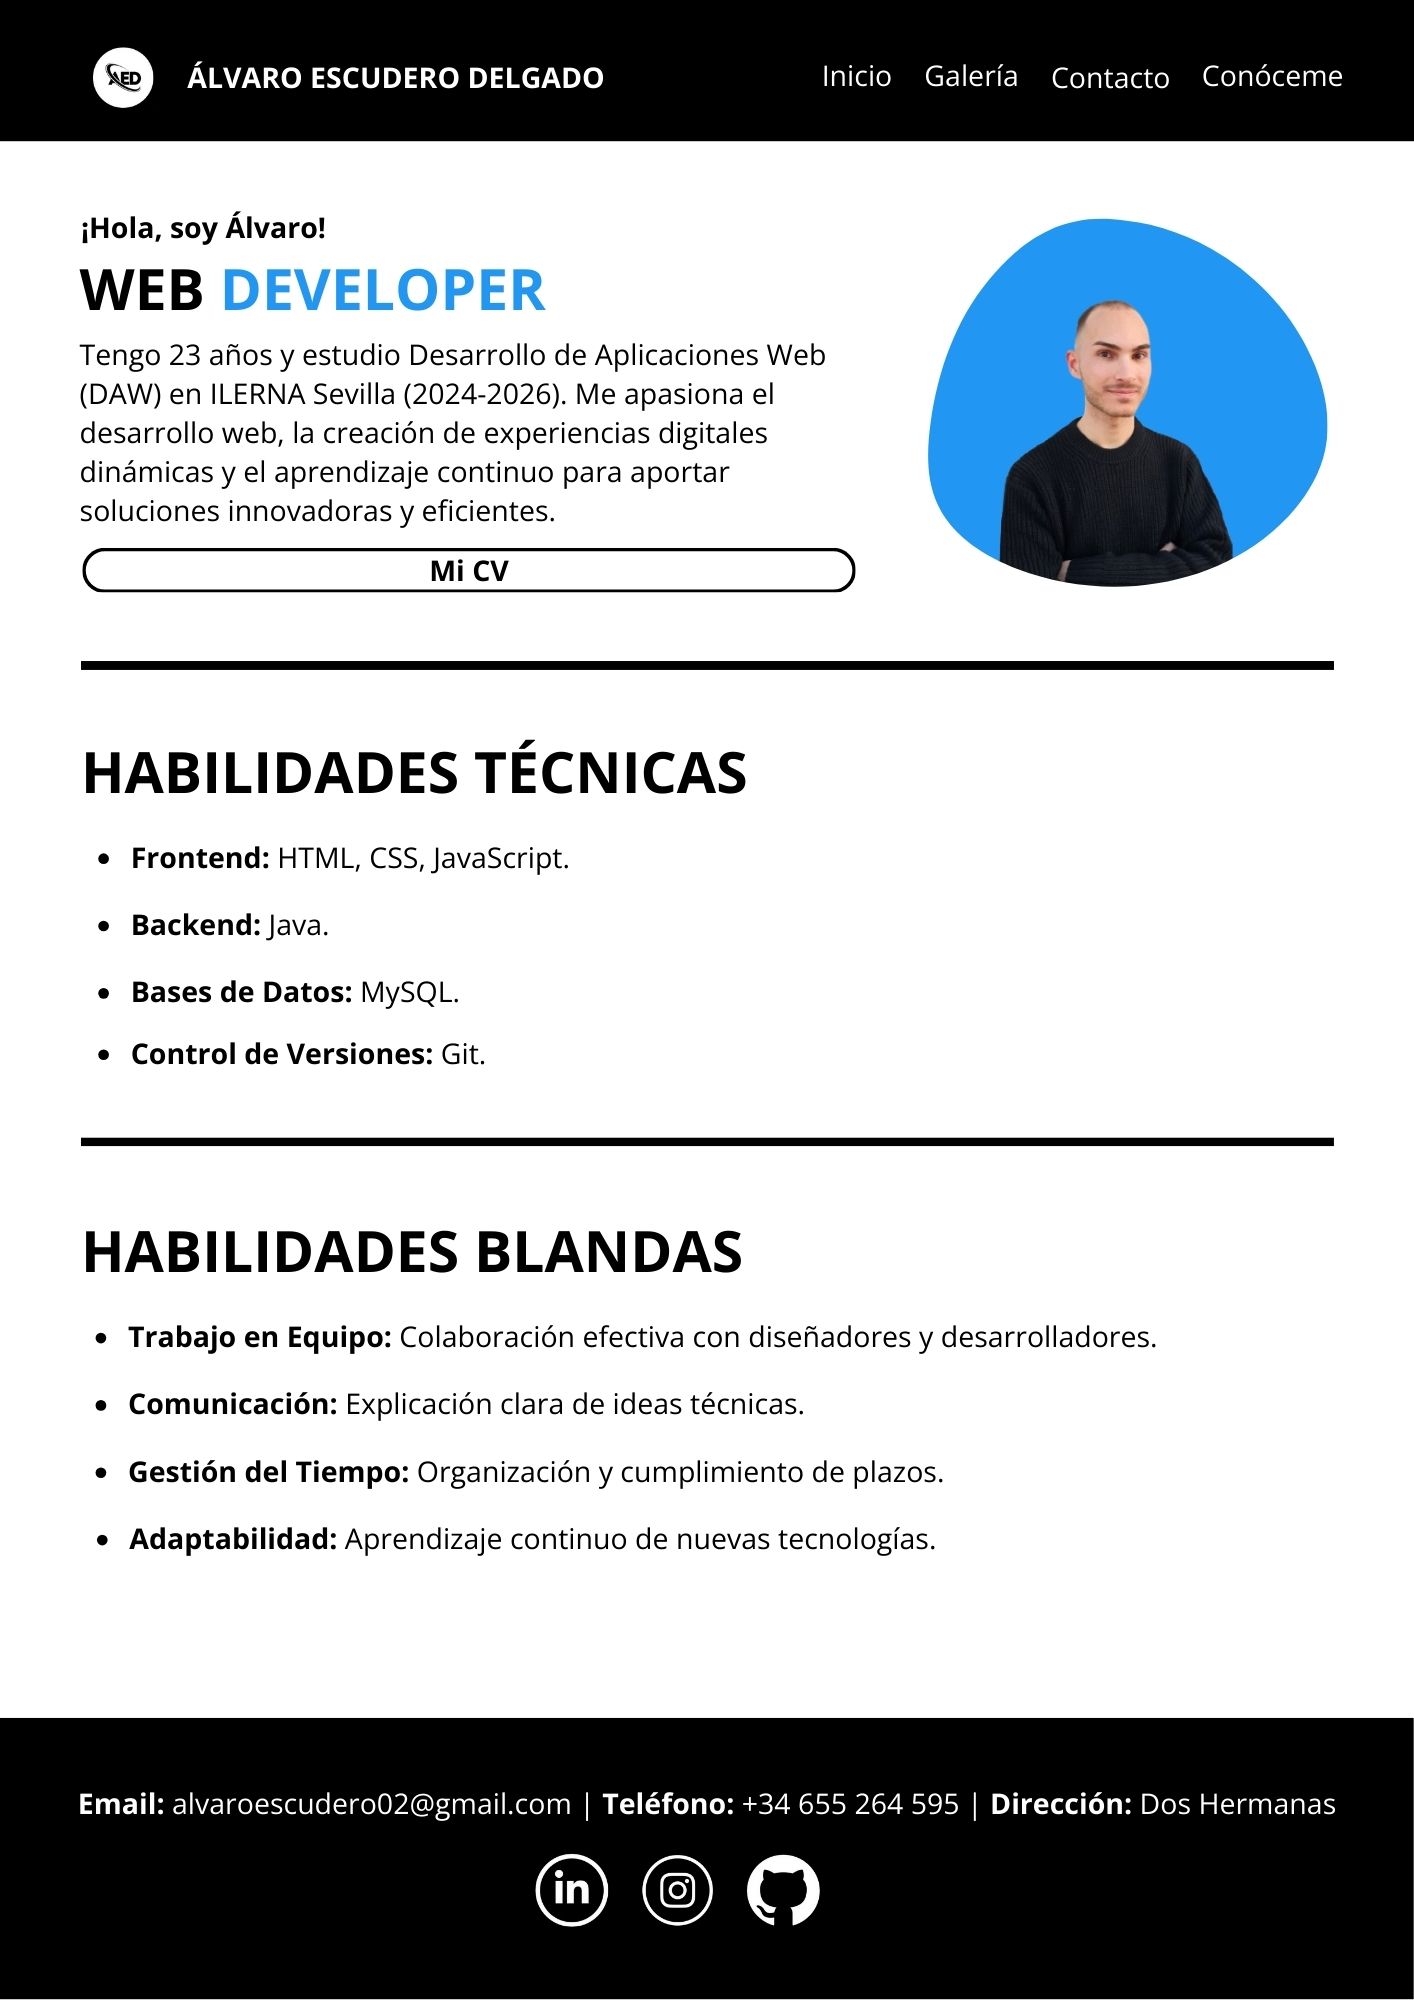 AED
ÁLVARO ESCUDERO DELGADO
Inicio Galería Contacto Conóceme
¡Hola, soy Álvaro!
WEB DEVELOPER
Tengo 23 años y estudio Desarrollo de Aplicaciones Web
(DAW) en ILERNA Sevilla (2024-2026). Me apasiona el
desarrollo web, la creación de experiencias digitales
dinámicas y el aprendizaje continuo para aportar
soluciones innovadoras y eficientes.
Mi CV
HABILIDADES TÉCNICAS
• Frontend: HTML, CSS, JavaScript.
• Backend: Java.
• Bases de Datos: MySQL.
• Control de Versiones: Git.
HABILIDADES BLANDAS
• Trabajo en Equipo: Colaboración efectiva con diseñadores y desarrolladores.
• Comunicación: Explicación clara de ideas técnicas.
• Gestión del Tiempo: Organización y cumplimiento de plazos.
• Adaptabilidad: Aprendizaje continuo de nuevas tecnologías.
Email: alvaroescudero02@gmail.com | Teléfono: +34 655 264 595 | Dirección: Dos Hermanas
in